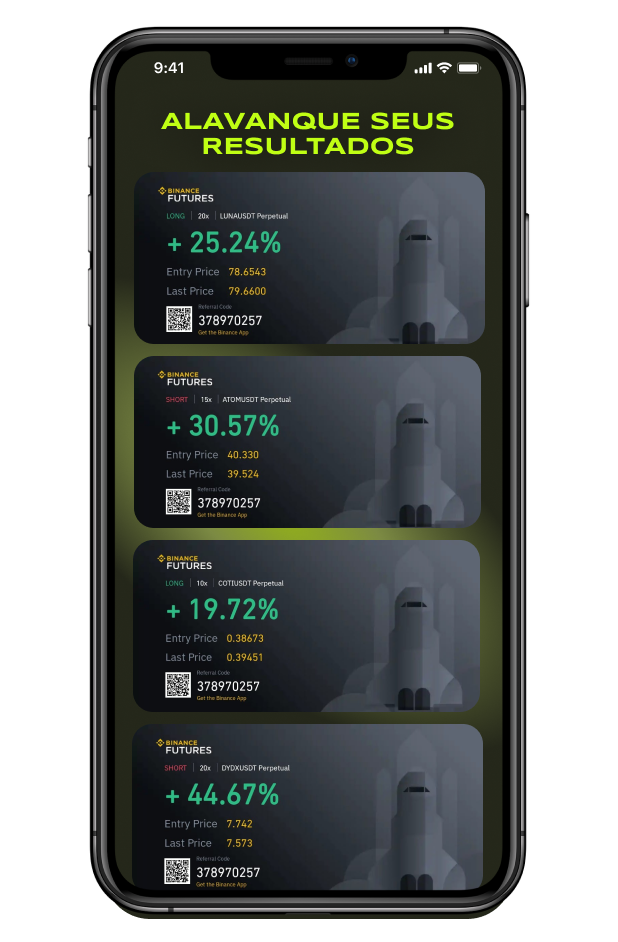 9:41
ALAVANQUE SEUS
RESULTADOS
BINANCE
FUTURES
LONG | 20x | LUNAUSDT Perpetual
+ 25.24%
Entry Price 78.6543
Last Price 79.6600
Referral Code
378970257
Get the Binance App
BINANCE
FUTURES
SHORT | 15x | ATOMUSDT Perpetual
+ 30.57%
Entry Price 40.330
Last Price 39.524
Referral Code
378970257
Get the Binance App
BINANCE
FUTURES
LONG | 10x | COTIUSDT Perpetual
+ 19.72%
Entry Price 0.38673
Last Price 0.39451
Referral Code
378970257
Get the Binance App
BINANCE
FUTURES
SHORT | 20x | DYDXUSDT Perpetual
+ 44.67%
Entry Price 7.742
Last Price 7.573
Referral Code
378970257
Get the Binance App